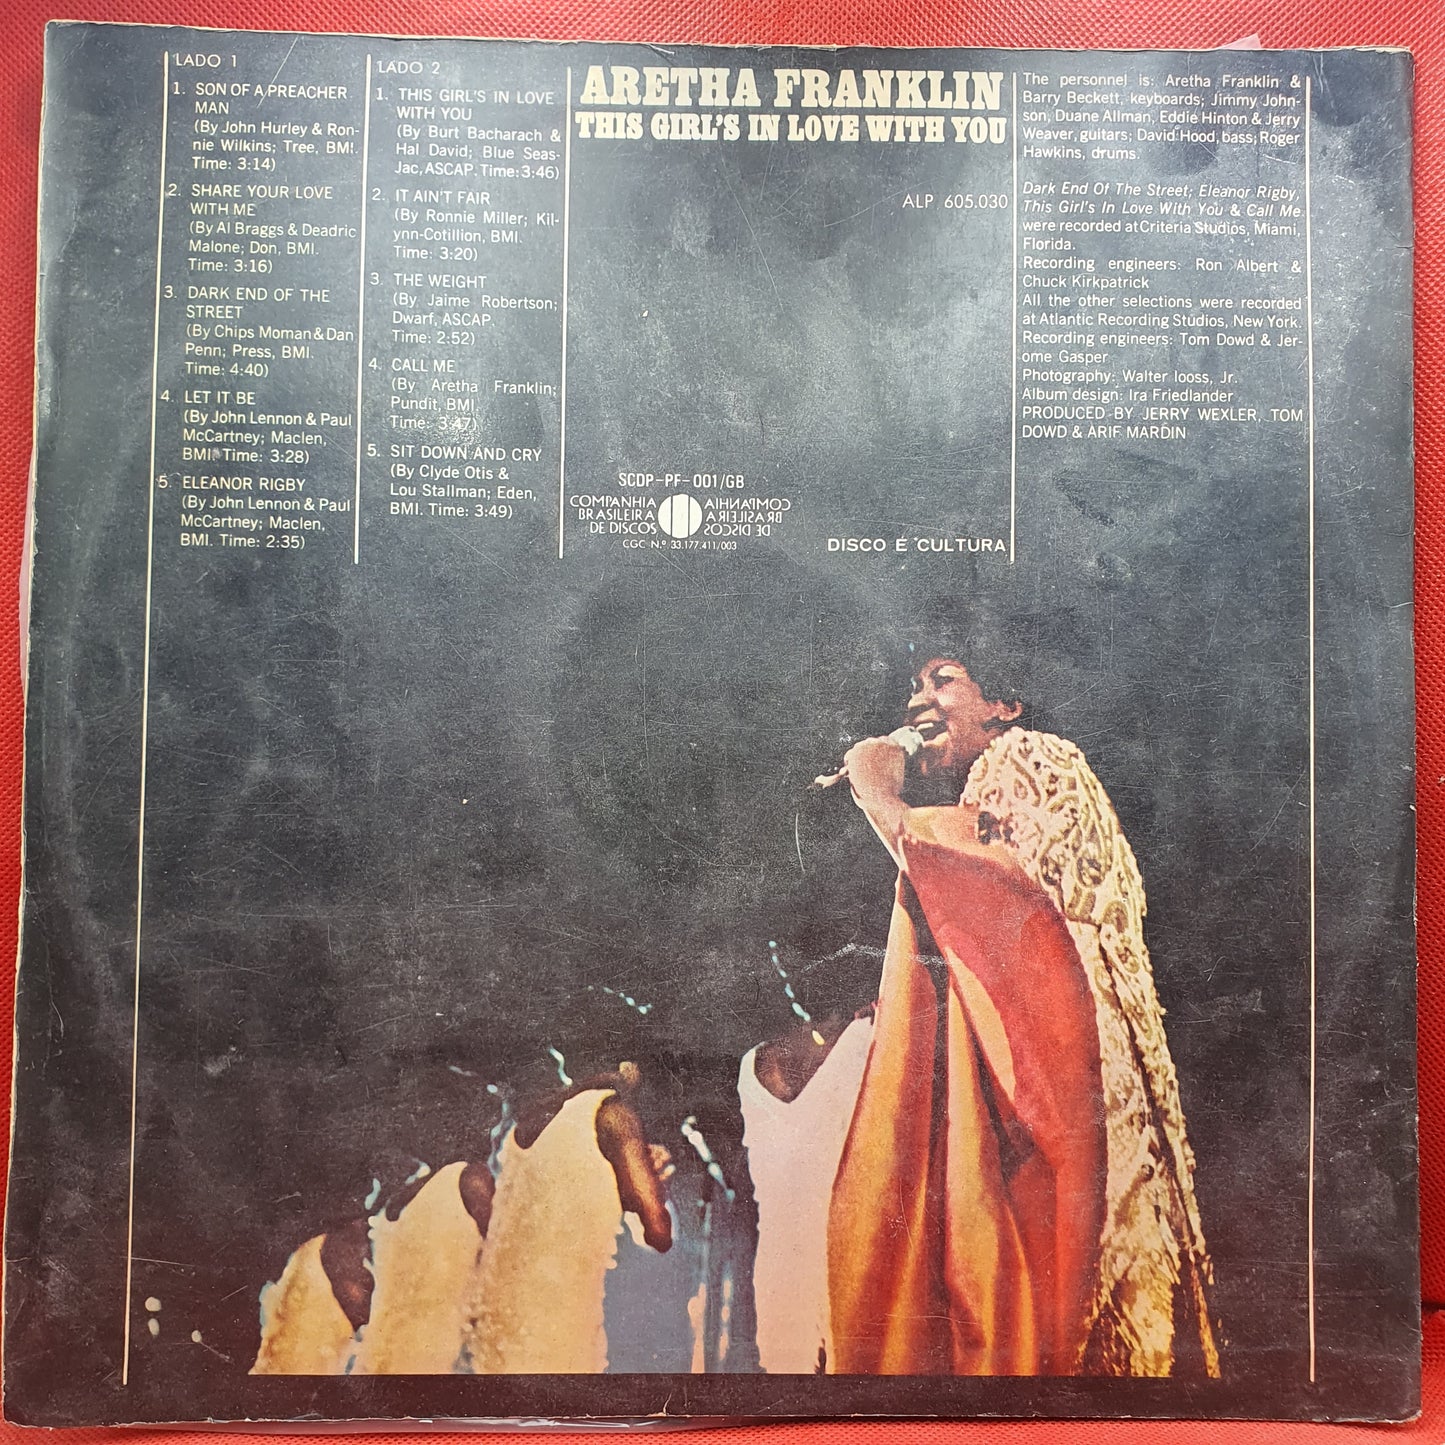 LADO 1
1. SON OF A PREACHER
MAN
(By John Hurley & Ron-
nie Wilkins; Tree, BMI.
Time: 3:14)
2. SHARE YOUR LOVE
WITH ME
(By Al Braggs & Deadric
Malone; Don, BMI.
Time: 3:16)
3. DARK END OF THE
STREET
(By Chips Moman & Dan
Penn; Press, BMI.
Time: 4:40)
4. LET IT BE
(By John Lennon & Paul
McCartney; Maclen,
BMI. Time: 3:28)
5. ELEANOR RIGBY
(By John Lennon & Paul
McCartney; Maclen,
BMI. Time: 2:35)
LADO 2
1. THIS GIRL'S IN LOVE
WITH YOU
(By Burt Bacharach &
Hal David; Blue Seas-
Jac, ASCAP. Time: 3:46)
2. IT AIN'T FAIR
(By Ronnie Miller; Kil-
ynn-Cotillion, BMI.
Time: 3:20)
3. THE WEIGHT
(By Jaime Robertson;
Dwarf, ASCAP.
Time: 2:52)
4. CALL ME
(By Aretha Franklin;
Pundit, BMI.
Time: 3:47)
5. SIT DOWN AND CRY
(By Clyde Otis &
Lou Stallman; Eden,
BMI. Time: 3:49)
ARETHA FRANKLIN
THIS GIRL'S IN LOVE WITH YOU
ALP 605.030
SCDP-PF-001/GB
COMPANHIA COMPANHIA
BRASILEIRA BRASILEIRA
DE DISCOS DE DISCOS
CGC N.º 33.177.411/003
DISCO É CULTURA
The personnel is: Aretha Franklin &
Barry Beckett, keyboards; Jimmy John-
son, Duane Allman, Eddie Hinton & Jerry
Weaver, guitars; David Hood, bass; Roger
Hawkins, drums.
Dark End Of The Street; Eleanor Rigby,
This Girl's In Love With You & Call Me
were recorded at Criteria Studios, Miami,
Florida.
Recording engineers: Ron Albert &
Chuck Kirkpatrick
All the other selections were recorded
at Atlantic Recording Studios, New York.
Recording engineers: Tom Dowd & Jer-
ome Gasper
Photography: Walter Iooss, Jr.
Album design: Ira Friedlander
PRODUCED BY JERRY WEXLER, TOM
DOWD & ARIF MARDIN